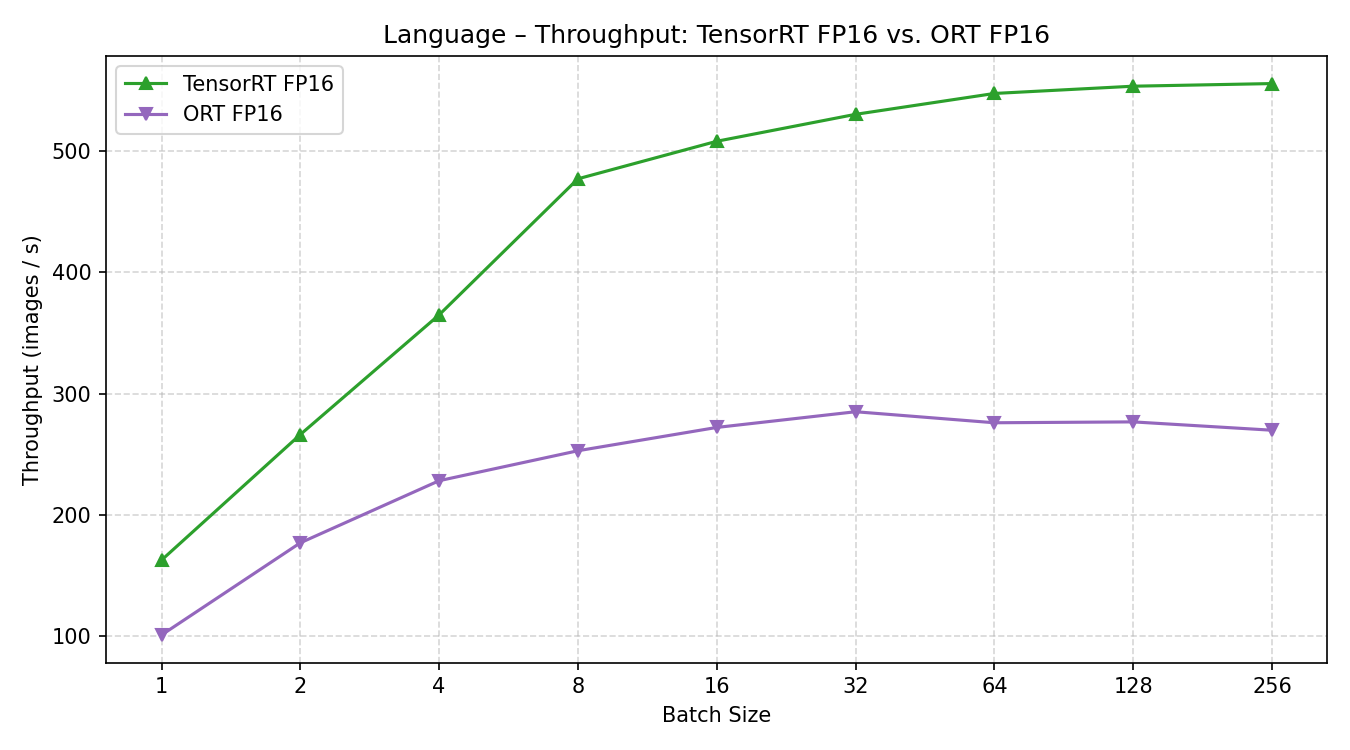 Language – Throughput: TensorRT FP16 vs. ORT FP16
TensorRT FP16
ORT FP16
Throughput (images / s)
500
400
300
200
100
1 2 4 8 16 32 64 128 256
Batch Size